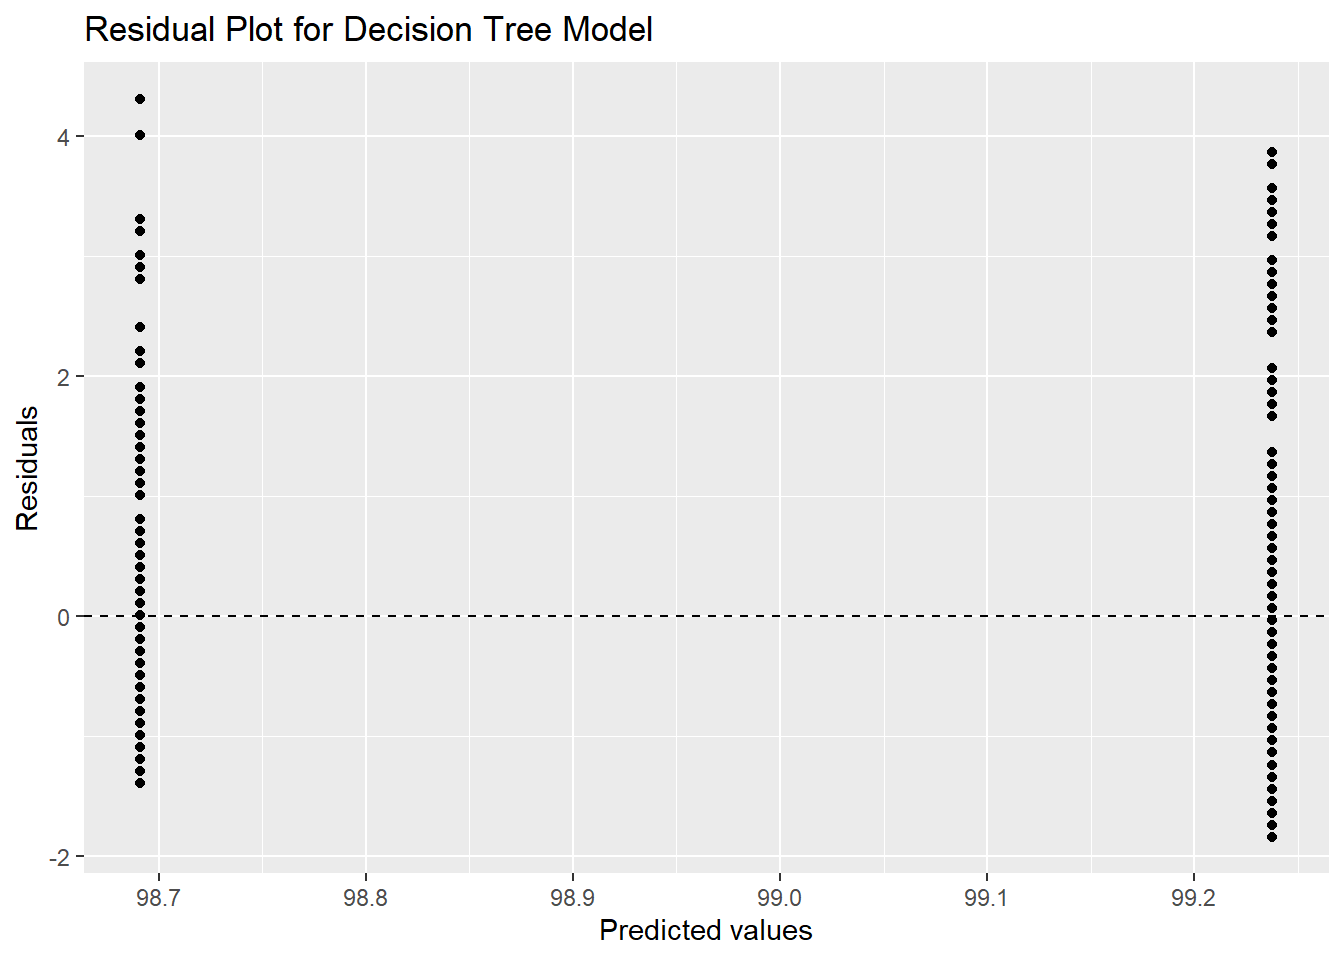 Residual Plot for Decision Tree Model
4
2
0
-2
Residuals
98.7 98.8 98.9 99.0 99.1 99.2
Predicted values